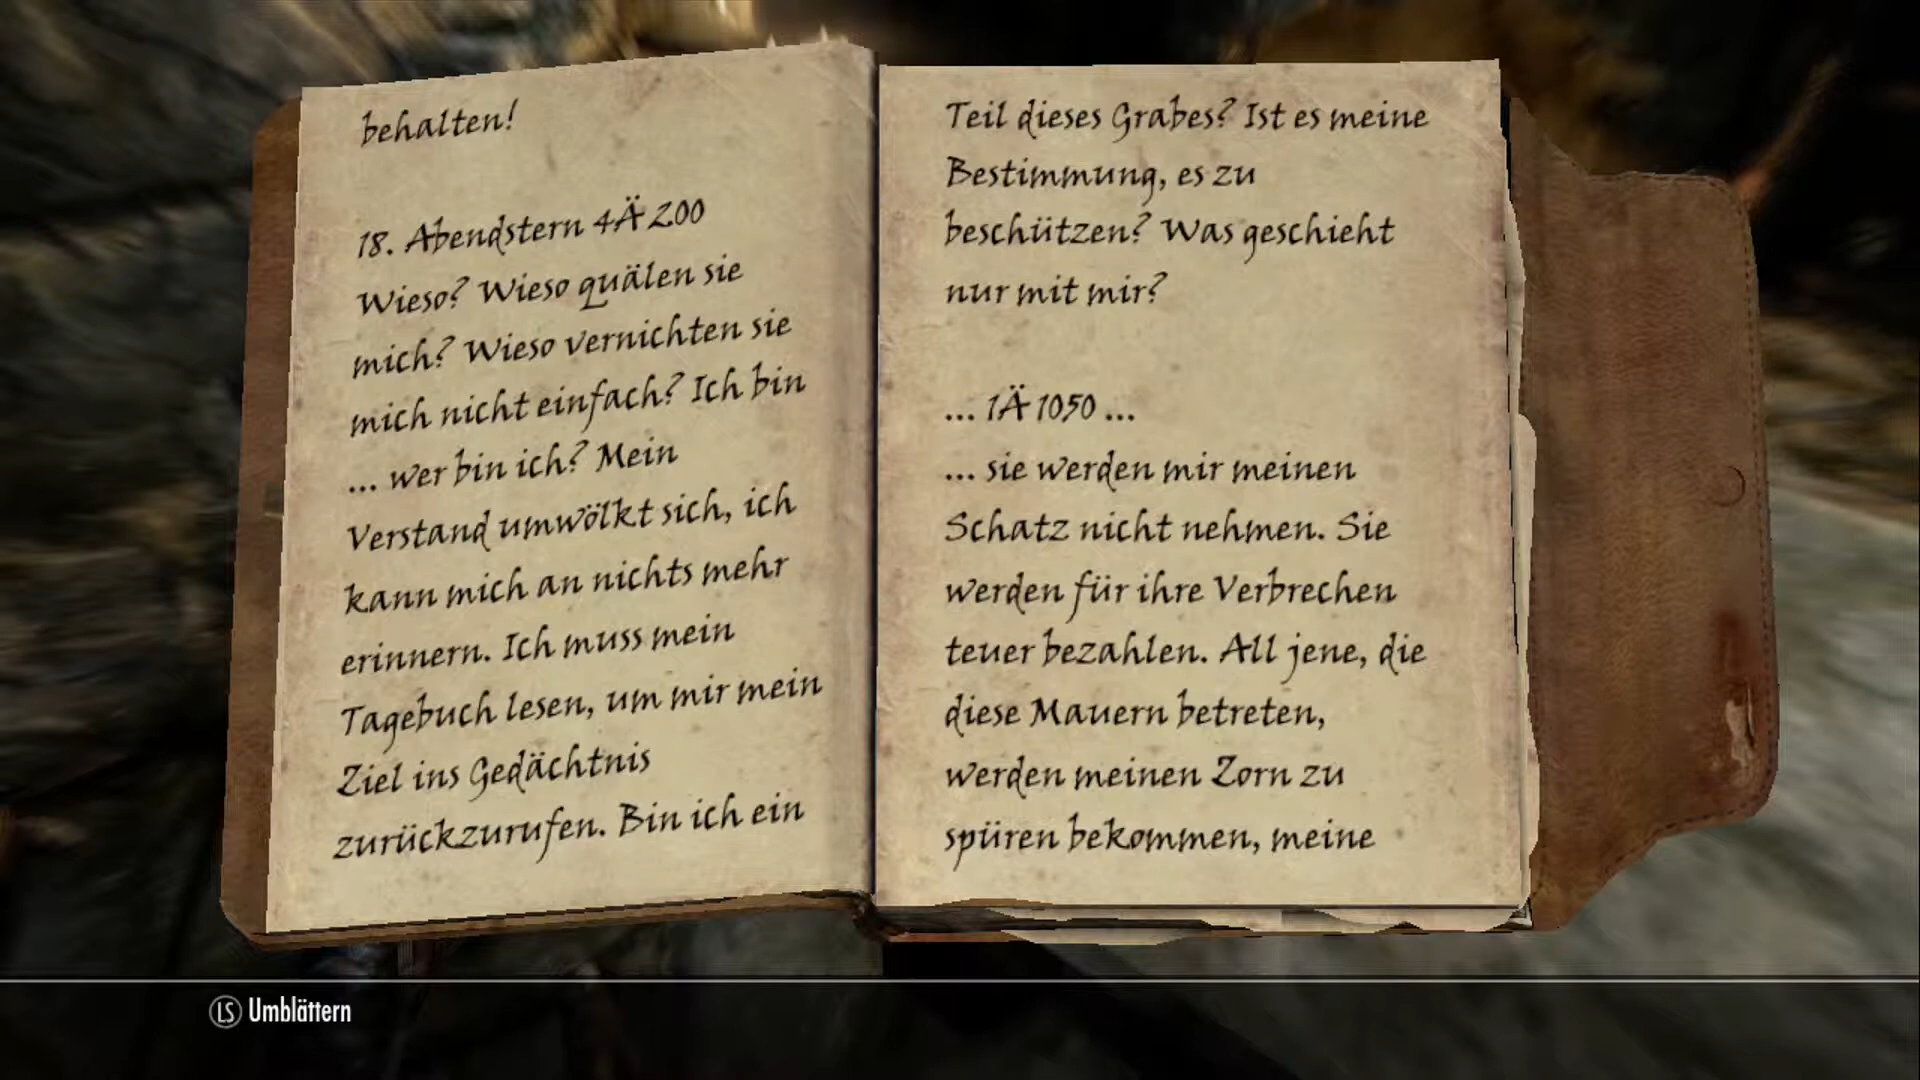 behalten!
18. Abendstern 4Ä 200
Wieso? Wieso quälen sie
mich? Wieso vernichten sie
mich nicht einfach? Ich bin
... wer bin ich? Mein
Verstand umwölkt sich, ich
kann mich an nichts mehr
erinnern. Ich muss mein
Tagebuch lesen, um mir mein
Ziel ins Gedächtnis
zurückzurufen. Bin ich ein
Teil dieses Grabes? Ist es meine
Bestimmung, es zu
beschützen? Was geschieht
nur mit mir?
... 1Ä 1050 ...
... sie werden mir meinen
Schatz nicht nehmen. Sie
werden für ihre Verbrechen
teuer bezahlen. All jene, die
diese Mauern betreten,
werden meinen Zorn zu
spüren bekommen, meine
LS Umblättern